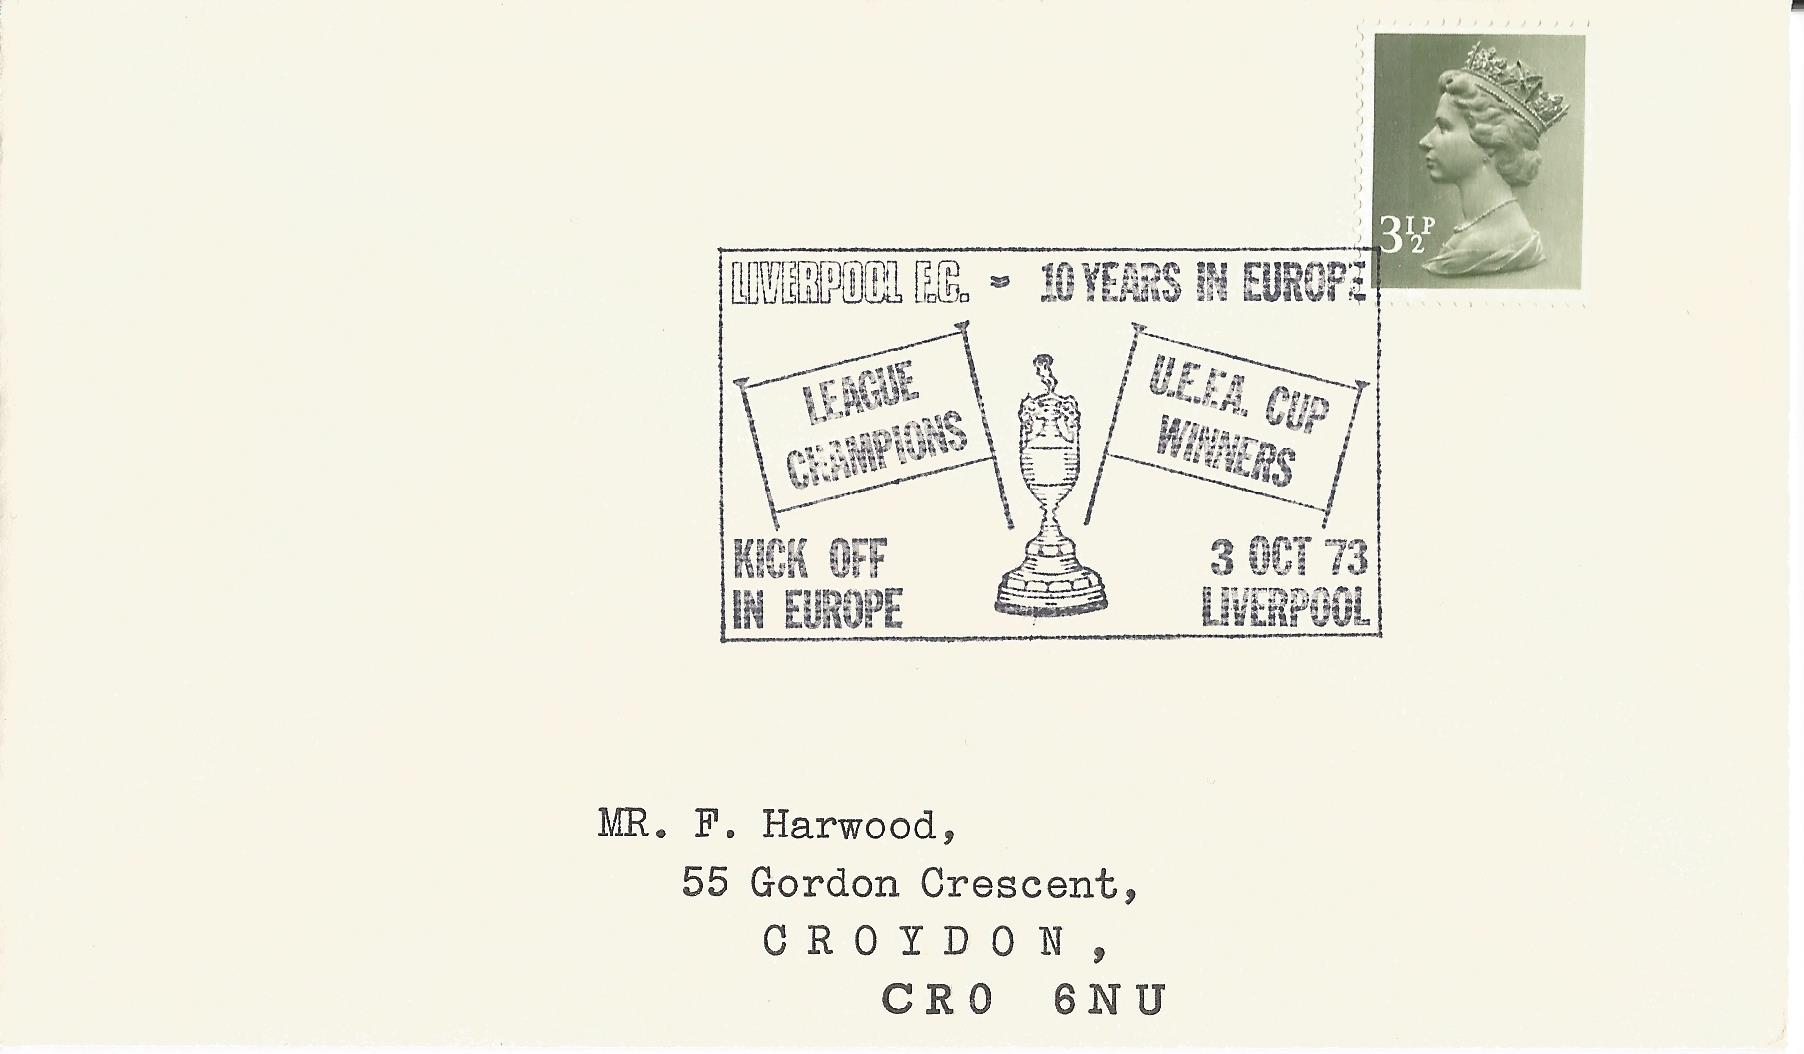 3½P
LIVERPOOL F.C. - 10 YEARS IN EUROPE
LEAGUE
CHAMPIONS
U.E.F.A. CUP
WINNERS
KICK OFF
IN EUROPE
3 OCT 73
LIVERPOOL
MR. F. Harwood,
55 Gordon Crescent,
CROYDON,
CR0 6NU